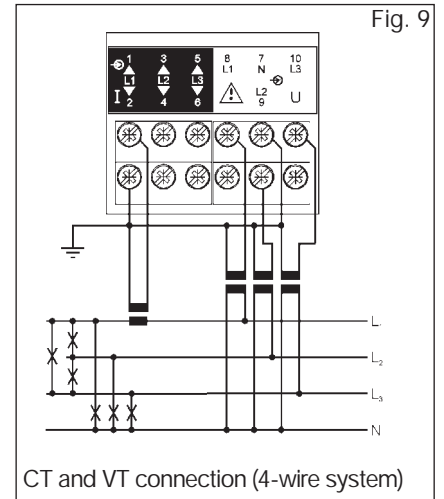 Fig. 9
1 3 5 8 7 10
L1 N L3
L1 L2 L3
I L2 U
2 4 6 9
L1
L2
L3
N
CT and VT connection (4-wire system)